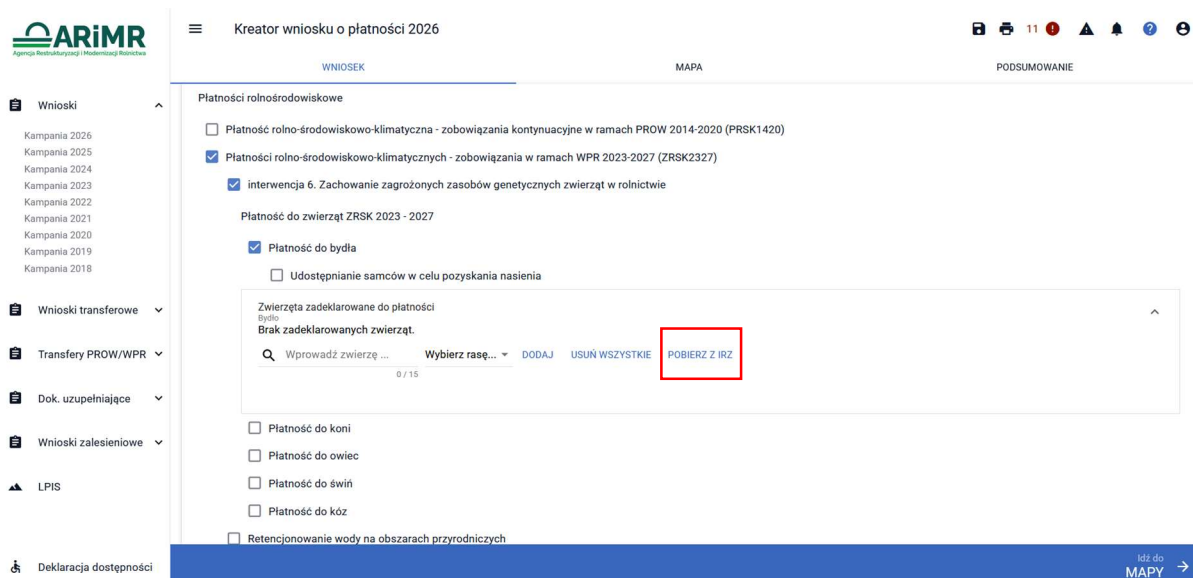 ARiMR
Agencja Restrukturyzacji i Modernizacji Rolnictwa
Kreator wniosku o płatności 2026
11
WNIOSEK
MAPA
PODSUMOWANIE
Wnioski
Kampania 2026
Kampania 2025
Kampania 2024
Kampania 2023
Kampania 2022
Kampania 2021
Kampania 2020
Kampania 2019
Kampania 2018
Wnioski transferowe
Transfery PROW/WPR
Dok. uzupełniające
Wnioski zalesieniowe
LPIS
Deklaracja dostępności
Płatności rolnośrodowiskowe
Płatność rolno-środowiskowo-klimatyczna - zobowiązania kontynuacyjne w ramach PROW 2014-2020 (PRSK1420)
Płatności rolno-środowiskowo-klimatycznych - zobowiązania w ramach WPR 2023-2027 (ZRSK2327)
interwencja 6. Zachowanie zagrożonych zasobów genetycznych zwierząt w rolnictwie
Płatność do zwierząt ZRSK 2023 - 2027
Płatność do bydła
Udostępnianie samców w celu pozyskania nasienia
Zwierzęta zadeklarowane do płatności
Bydło
Brak zadeklarowanych zwierząt.
Wprowadź zwierzę ... Wybierz rasę... DODAJ USUŃ WSZYSTKIE POBIERZ Z IRZ
0 / 15
Płatność do koni
Płatność do owiec
Płatność do świń
Płatność do kóz
Retencjonowanie wody na obszarach przyrodniczych
Idź do
MAPY